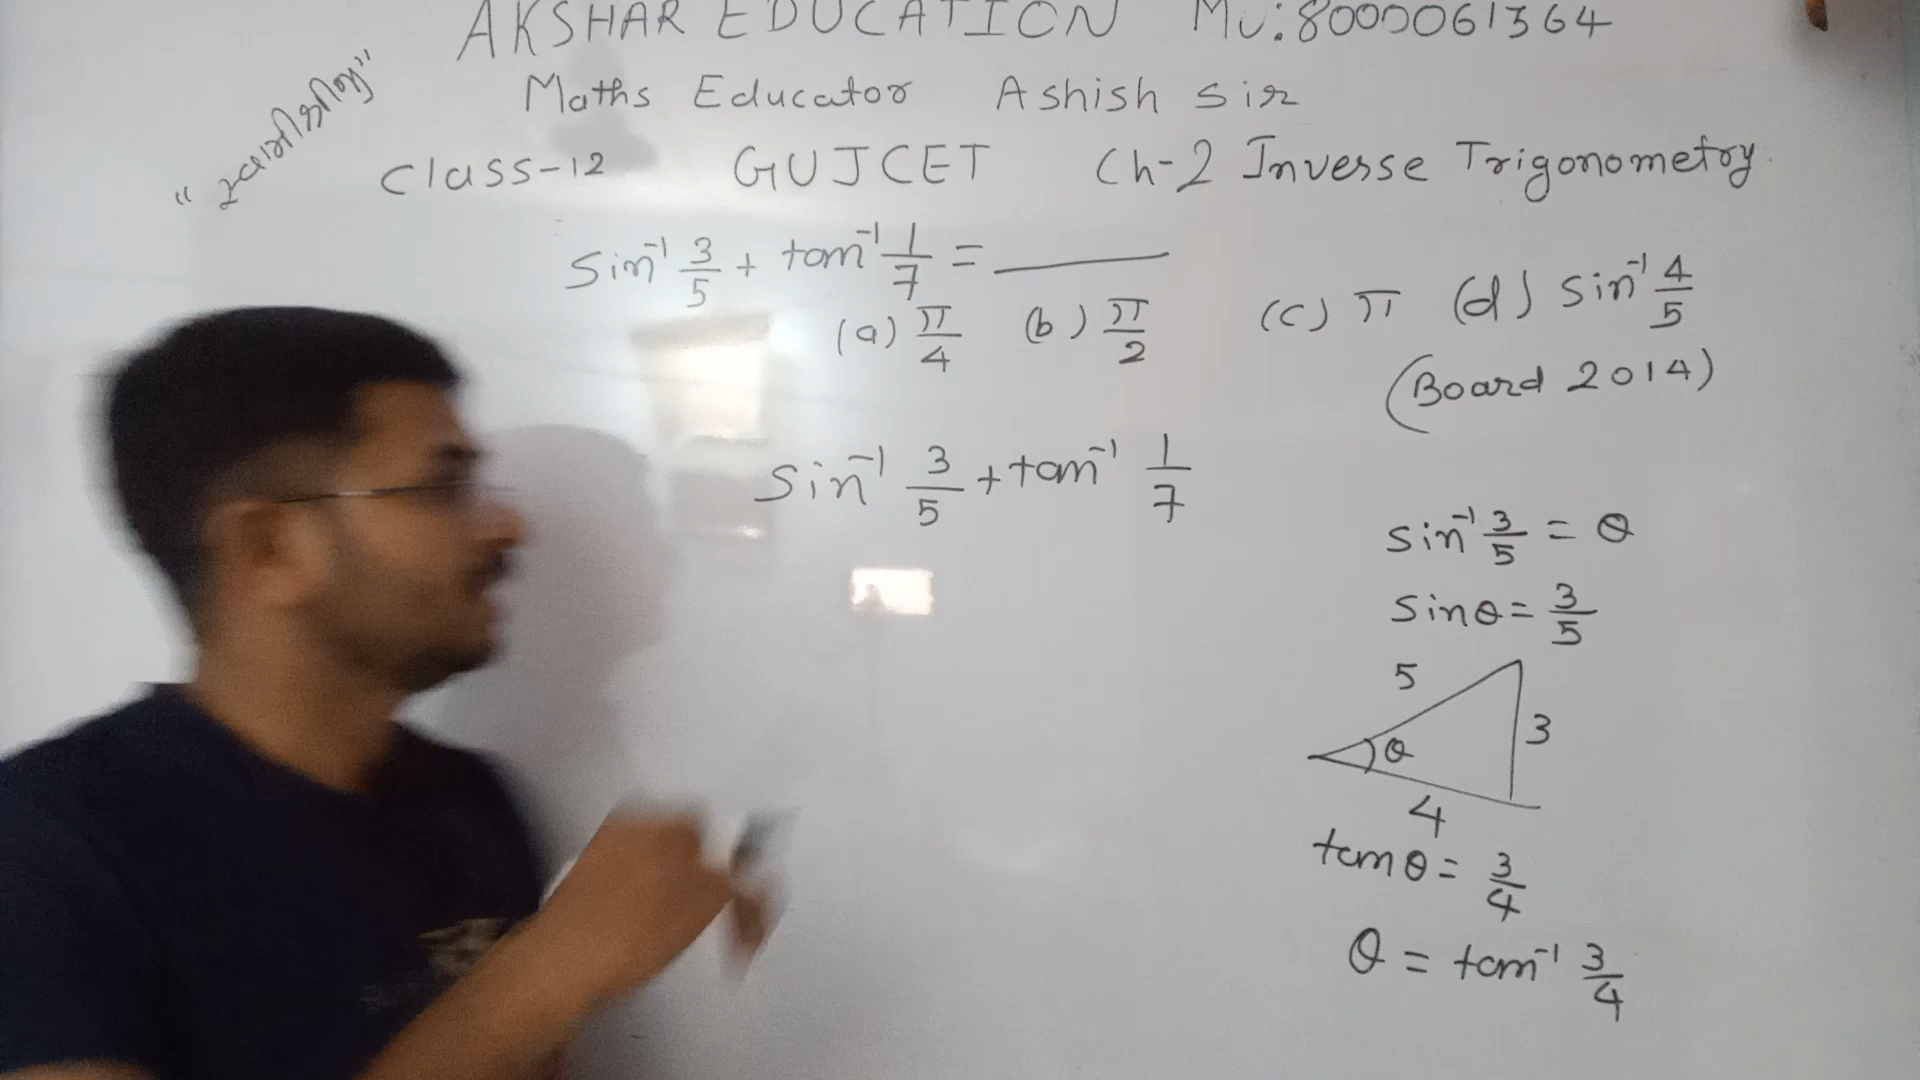 AKSHAR EDUCATION Mo:8000061364
Maths Educator Ashish Sir
Class-12 GUJCET Ch-2 Inverse Trigonometry
sin⁻¹ 3/5 + tan⁻¹ 1/7 = ______
(a) π/4 (b) π/2 (c) π (d) sin⁻¹ 4/5
(Board 2014)
sin⁻¹ 3/5 + tan⁻¹ 1/7
sin⁻¹ 3/5 = θ
sinθ = 3/5
5
3
θ
4
tanθ = 3/4
θ = tan⁻¹ 3/4